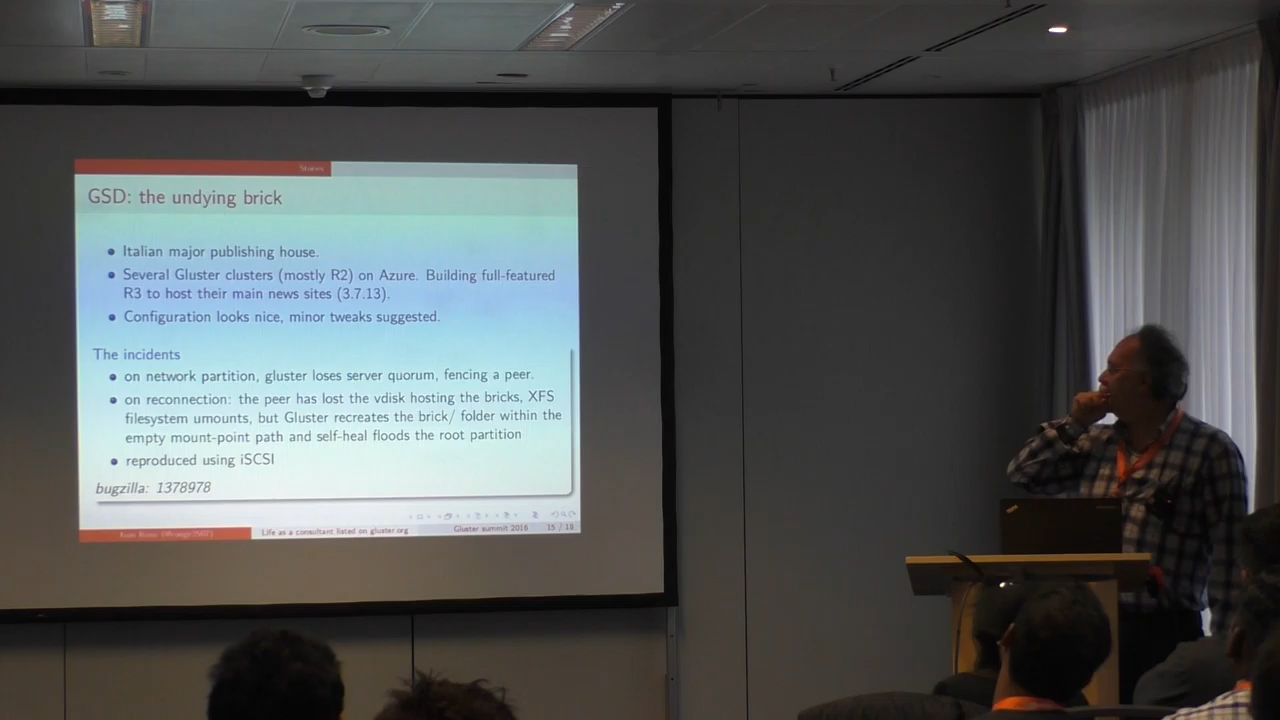 Stories
GSD: the undying brick
• Italian major publishing house.
• Several Gluster clusters (mostly R2) on Azure. Building full-featured
R3 to host their main news sites (3.7.13).
• Configuration looks nice, minor tweaks suggested.
The incidents
• on network partition, gluster loses server quorum, fencing a peer.
• on reconnection: the peer has lost the vdisk hosting the bricks, XFS
filesystem umounts, but Gluster recreates the brick/ folder within the
empty mount-point path and self-heal floods the root partition
• reproduced using iSCSI
bugzilla: 1378978
Life as a consultant listed on gluster.org
Gluster summit 2016
15 / 18